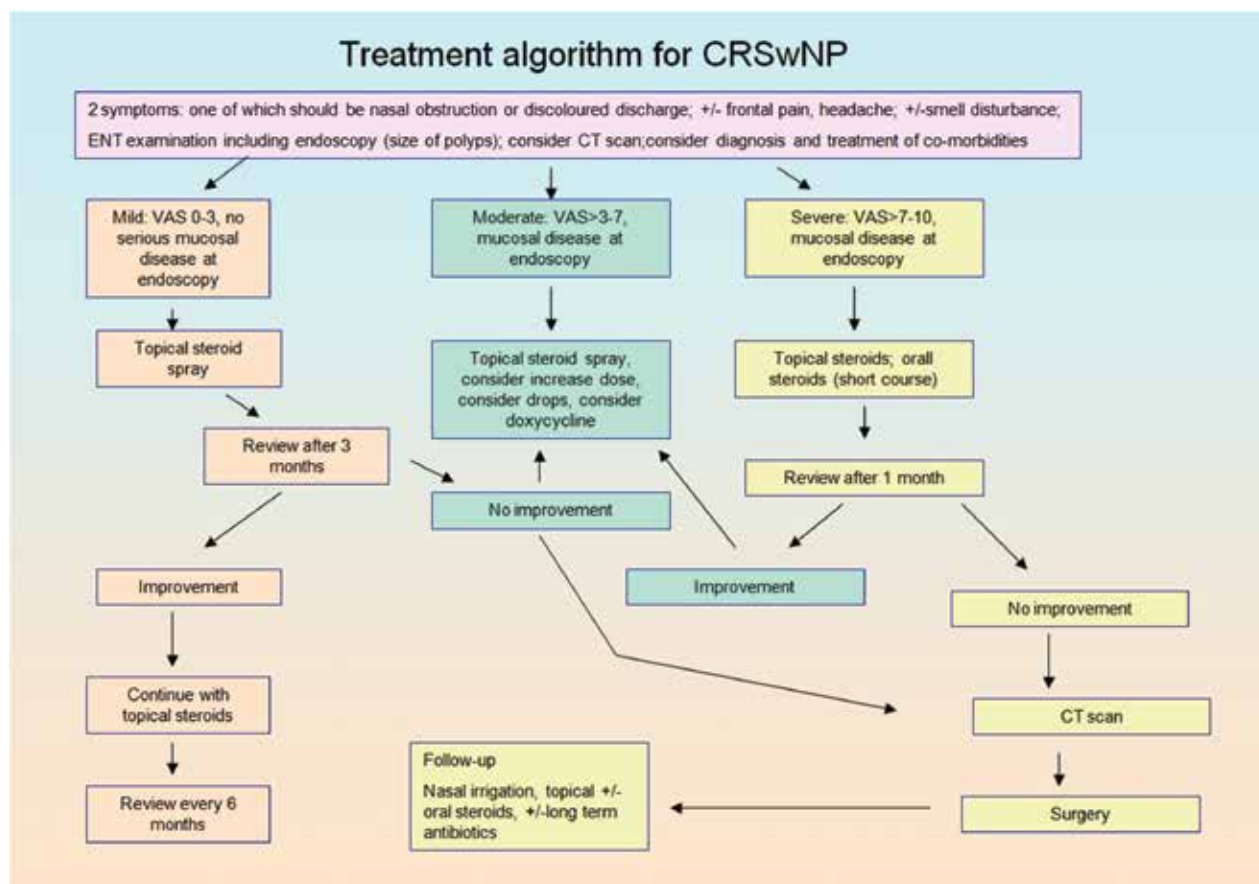 Treatment algorithm for CRSwNP
2 symptoms: one of which should be nasal obstruction or discoloured discharge; +/- frontal pain, headache; +/-smell disturbance;
ENT examination including endoscopy (size of polyps); consider CT scan;consider diagnosis and treatment of co-morbidities
Mild: VAS 0-3, no
serious mucosal
disease at
endoscopy
Moderate: VAS>3-7,
mucosal disease at
endoscopy
Severe: VAS>7-10,
mucosal disease at
endoscopy
Topical steroid
spray
Topical steroid spray,
consider increase dose,
consider drops, consider
doxycycline
Topical steroids; orall
steroids (short course)
Review after 3
months
Review after 1 month
No improvement
Improvement
Improvement
No improvement
Continue with
topical steroids
CT scan
Follow-up
Nasal irrigation, topical +/-
oral steroids, +/-long term
antibiotics
Review every 6
months
Surgery